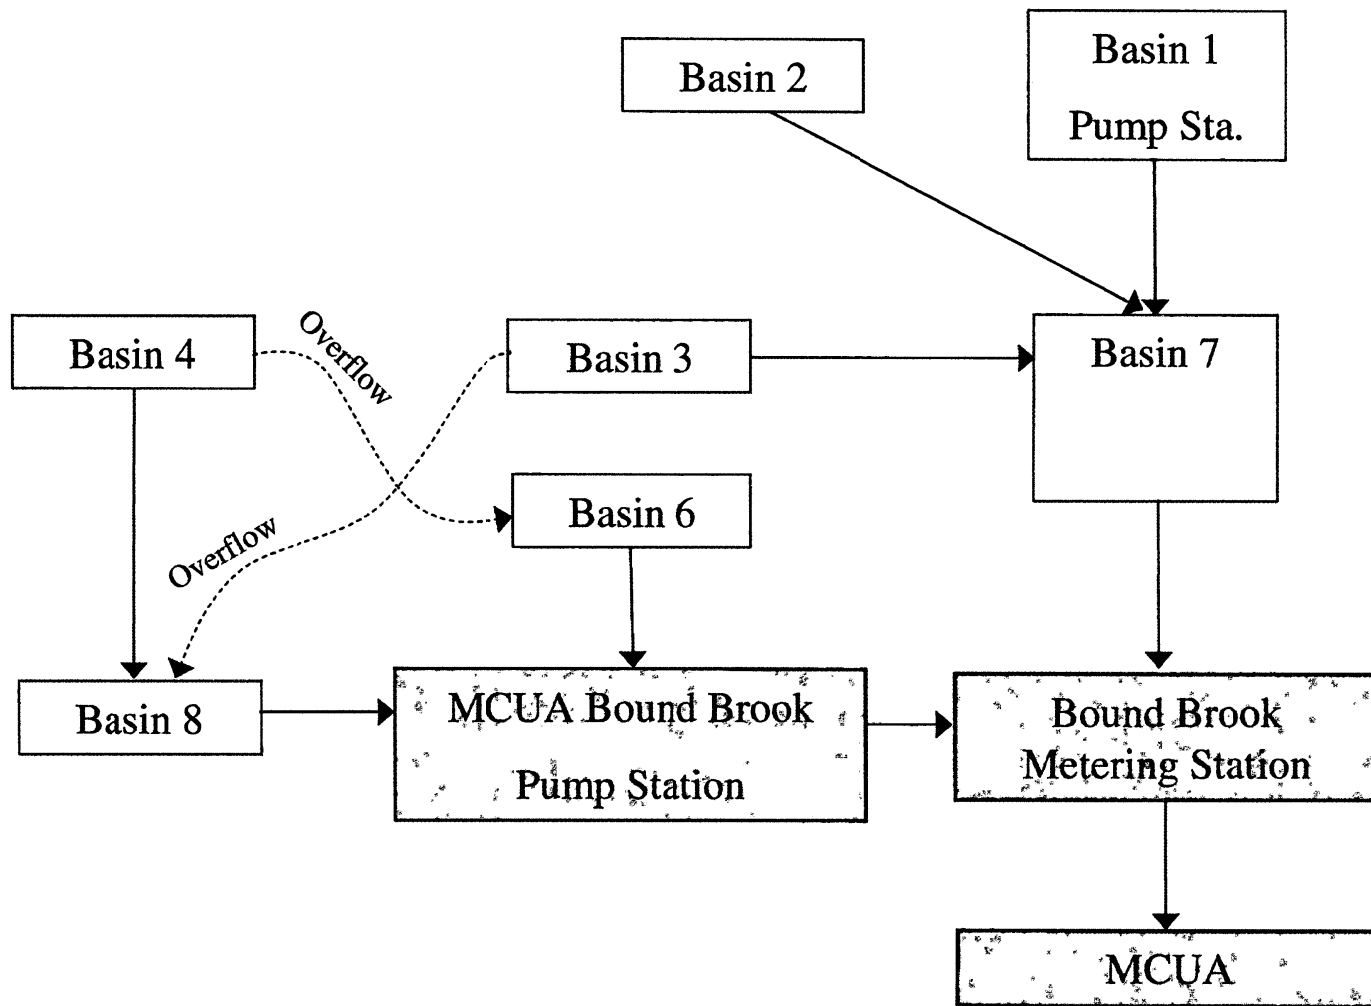 Basin 1
Pump Sta.
Basin 2
Basin 4
Overflow
Basin 3
Basin 7
Basin 6
Overflow
Basin 8
MCUA Bound Brook
Pump Station
Bound Brook
Metering Station
MCUA